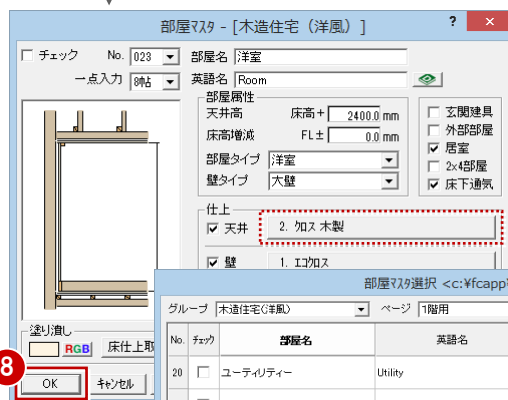 部屋ﾏｽﾀ - [木造住宅（洋風）] ? ×
チェック No. 023 部屋名 洋室
一点入力 8帖 英語名 Room
部屋属性
天井高 床高+ 2400.0 mm 玄関建具
床高増減 FL± 0.0 mm 外部部屋
居室
部屋タイプ 洋室 2x4部屋
壁タイプ 大壁 床下通気
仕上
天井 2. ｸﾛｽ 木製
壁 1. ｴｺｸﾛｽ
部屋ﾏｽﾀ選択 <c:¥fcapp¥
グループ 木造住宅(洋風) ページ 1階用
塗り潰し
RGB 床仕上取
No. ﾁｪｯｸ 部屋名 英語名
8
OK ｷｬﾝｾﾙ
20 ユーティリティー Utility